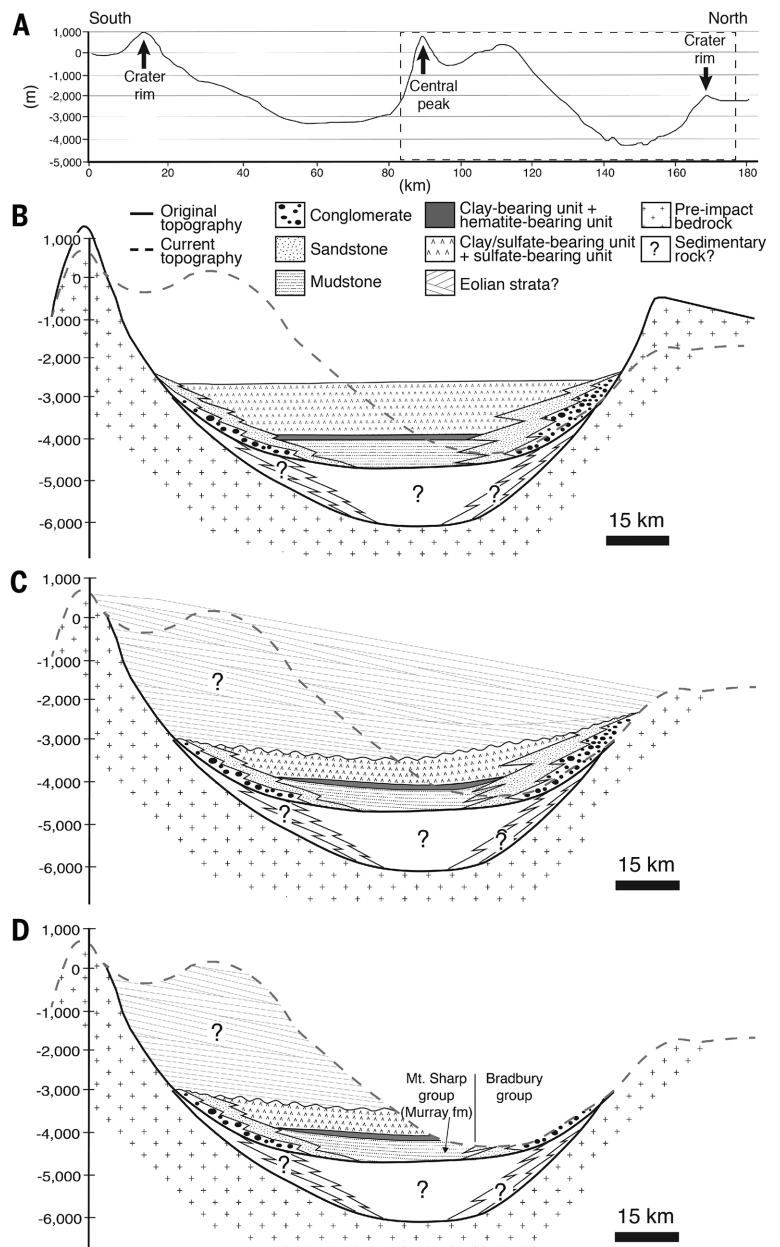 A
South
North
1,000
0
-1,000
-2,000
-3,000
-4,000
-5,000
(m)
Crater
rim
Central
peak
Crater
rim
0
20
40
60
80
100
120
140
160
180
(km)
B
Original
topography
Current
topography
Conglomerate
Sandstone
Mudstone
Clay-bearing unit +
hematite-bearing unit
Clay/sulfate-bearing unit
+ sulfate-bearing unit
Eolian strata?
Pre-impact
bedrock
?
Sedimentary
rock?
1,000
0
-1,000
-2,000
-3,000
-4,000
-5,000
-6,000
?
?
?
15 km
C
1,000
0
-1,000
-2,000
-3,000
-4,000
-5,000
-6,000
?
?
?
?
15 km
D
1,000
0
-1,000
-2,000
-3,000
-4,000
-5,000
-6,000
?
Mt. Sharp
group
(Murray fm)
Bradbury
group
?
?
?
15 km